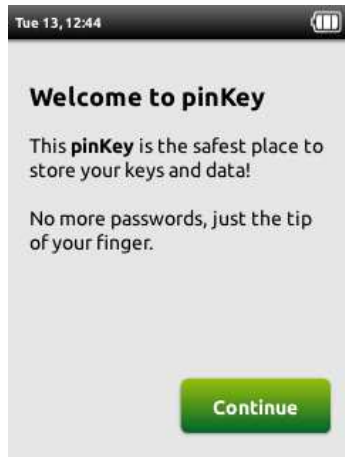 Tue 13, 12:44
Welcome to pinKey
This pinKey is the safest place to
store your keys and data!
No more passwords, just the tip
of your finger.
Continue